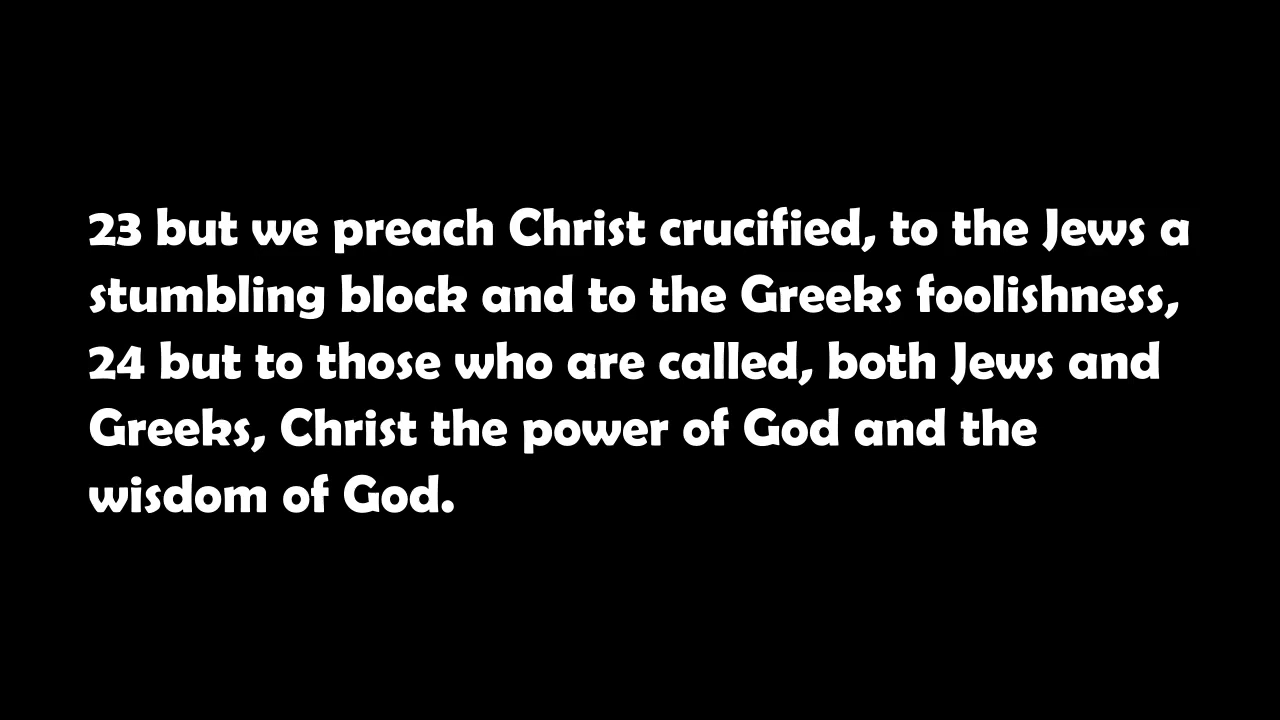 23 but we preach Christ crucified, to the Jews a
stumbling block and to the Greeks foolishness,
24 but to those who are called, both Jews and
Greeks, Christ the power of God and the
wisdom of God.